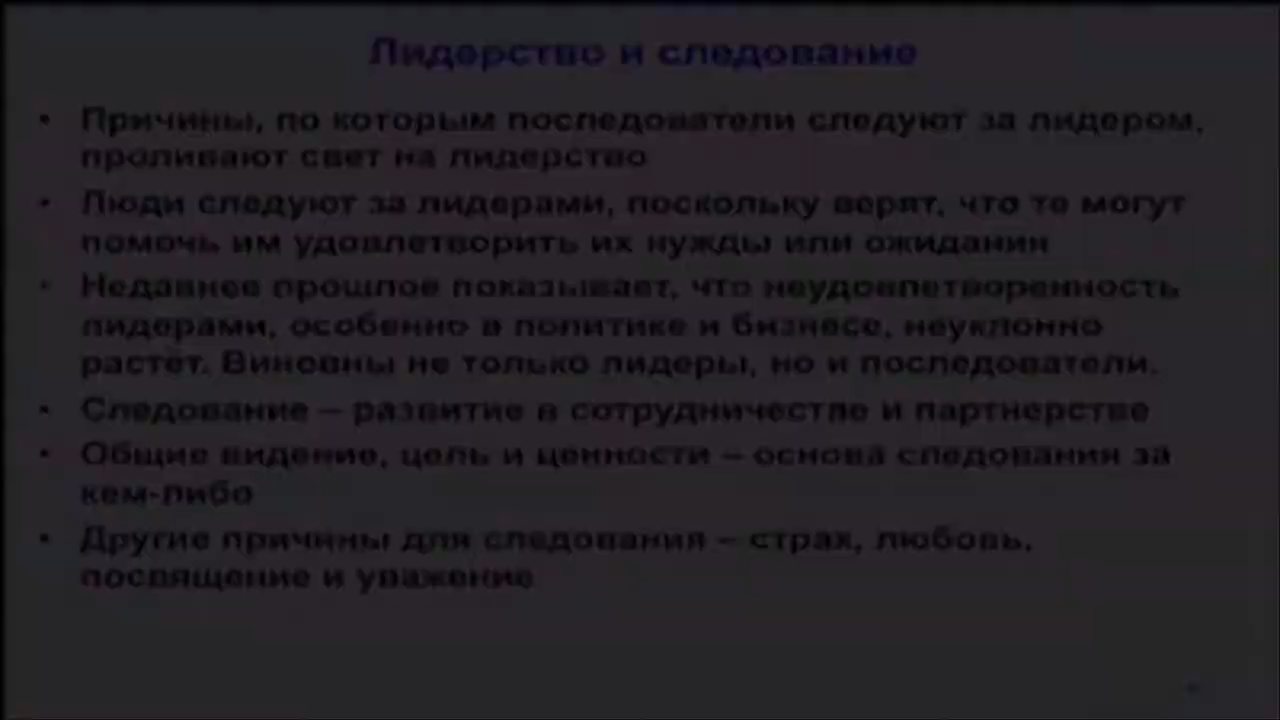 Лидерство и следование
• Причины, по которым последователи следуют за лидером,
проливают свет на лидерство
• Люди следуют за лидерами, поскольку верят, что те могут
помочь им удовлетворить их нужды или ожидания
• Недавнее прошлое показывает, что неудовлетворенность
лидерами, особенно в политике и бизнесе, неуклонно
растёт. Виновны не только лидеры, но и последователи.
• Следование – развитие в сотрудничестве и партнерстве
• Общие видение, цель и ценности – основа следования за
кем-либо
• Другие причины для следования – страх, любовь,
посвящение и уважение